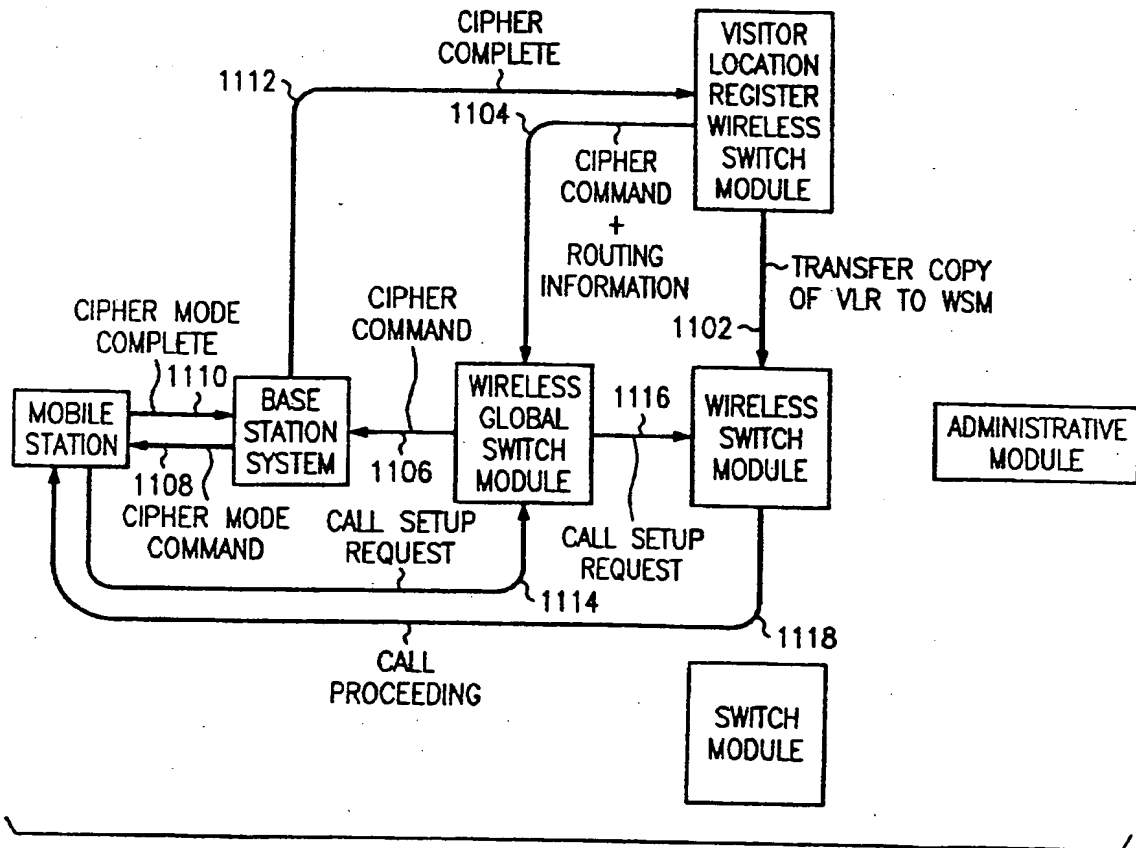 CIPHER
COMPLETE
1112
VISITOR
LOCATION
REGISTER
WIRELESS
SWITCH
MODULE
1104
CIPHER
COMMAND
+
ROUTING
INFORMATION
TRANSFER COPY
OF VLR TO WSM
1102
CIPHER
COMMAND
CIPHER MODE
COMPLETE
1110
MOBILE
STATION
BASE
STATION
SYSTEM
WIRELESS
GLOBAL
SWITCH
MODULE
1116
WIRELESS
SWITCH
MODULE
ADMINISTRATIVE
MODULE
1106
1108
CIPHER MODE
COMMAND
CALL SETUP
REQUEST
CALL SETUP
REQUEST
1114
1118
CALL
PROCEEDING
SWITCH
MODULE